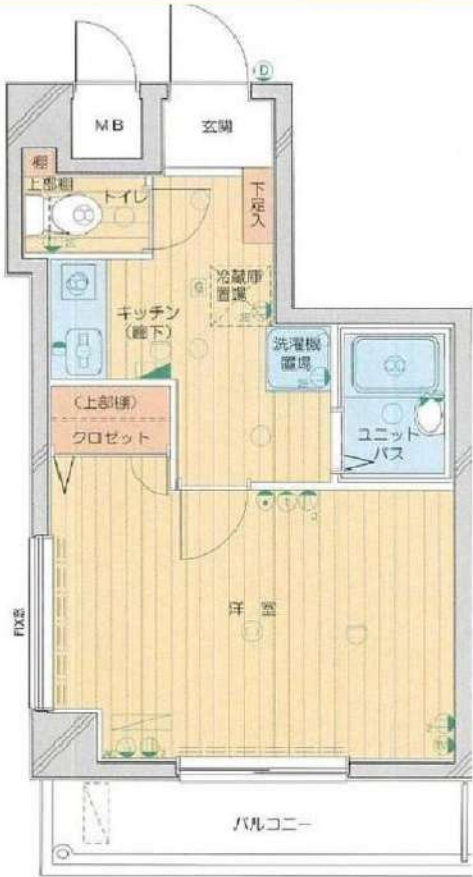 D
MB
玄関
棚
上部棚
トイレ
下足入
冷蔵庫
置場
G
キッチン
(廊下)
洗濯機
置場
(上部棚)
クロゼット
ユニット
バス
洋室
FIX窓
バルコニー